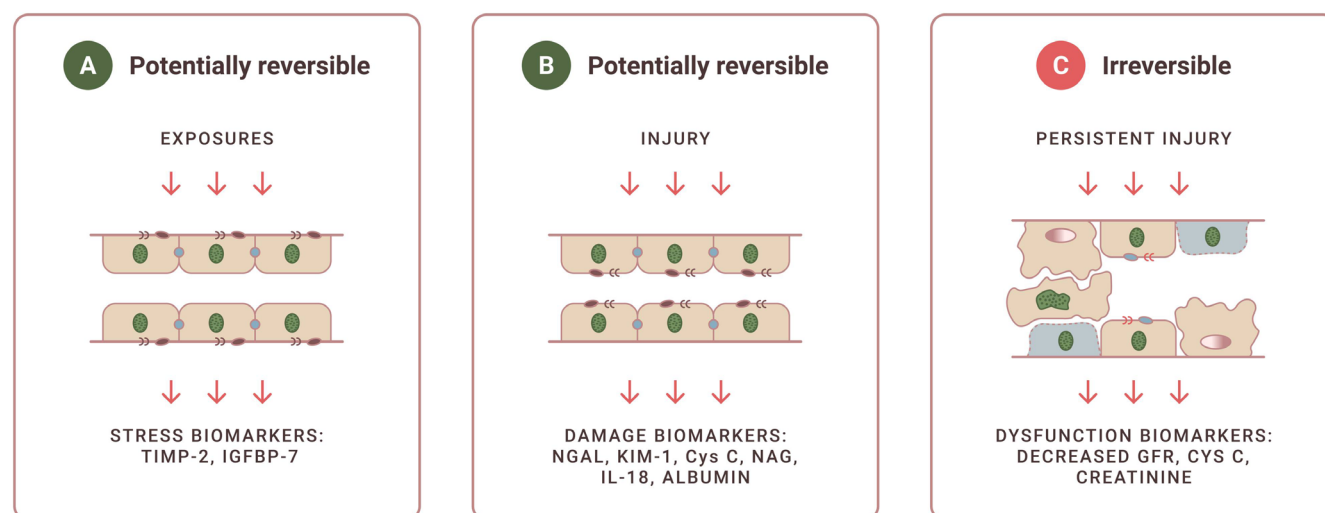 A Potentially reversible
EXPOSURES
STRESS BIOMARKERS:
TIMP-2, IGFBP-7
B Potentially reversible
INJURY
DAMAGE BIOMARKERS:
NGAL, KIM-1, Cys C, NAG,
IL-18, ALBUMIN
C Irreversible
PERSISTENT INJURY
DYSFUNCTION BIOMARKERS:
DECREASED GFR, CYS C,
CREATININE